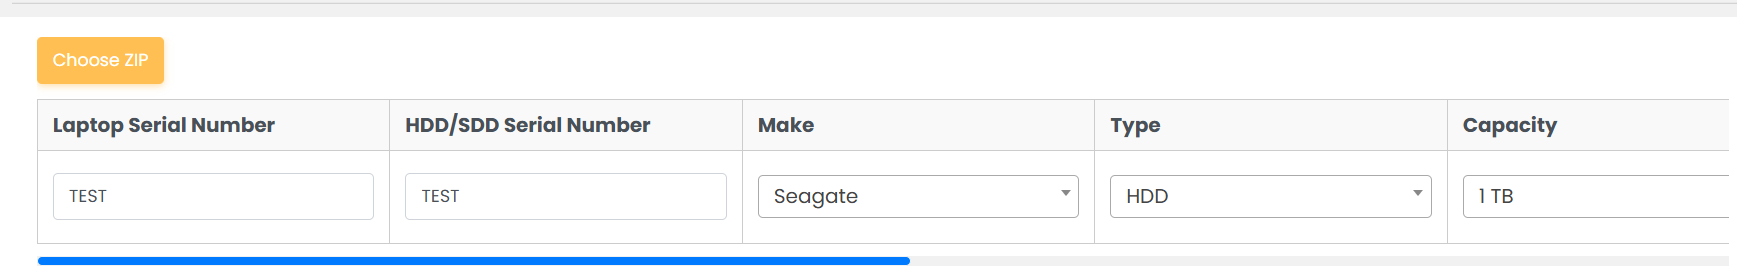 Choose ZIP
Laptop Serial Number HDD/SDD Serial Number Make Type Capacity
TEST TEST Seagate HDD 1 TB